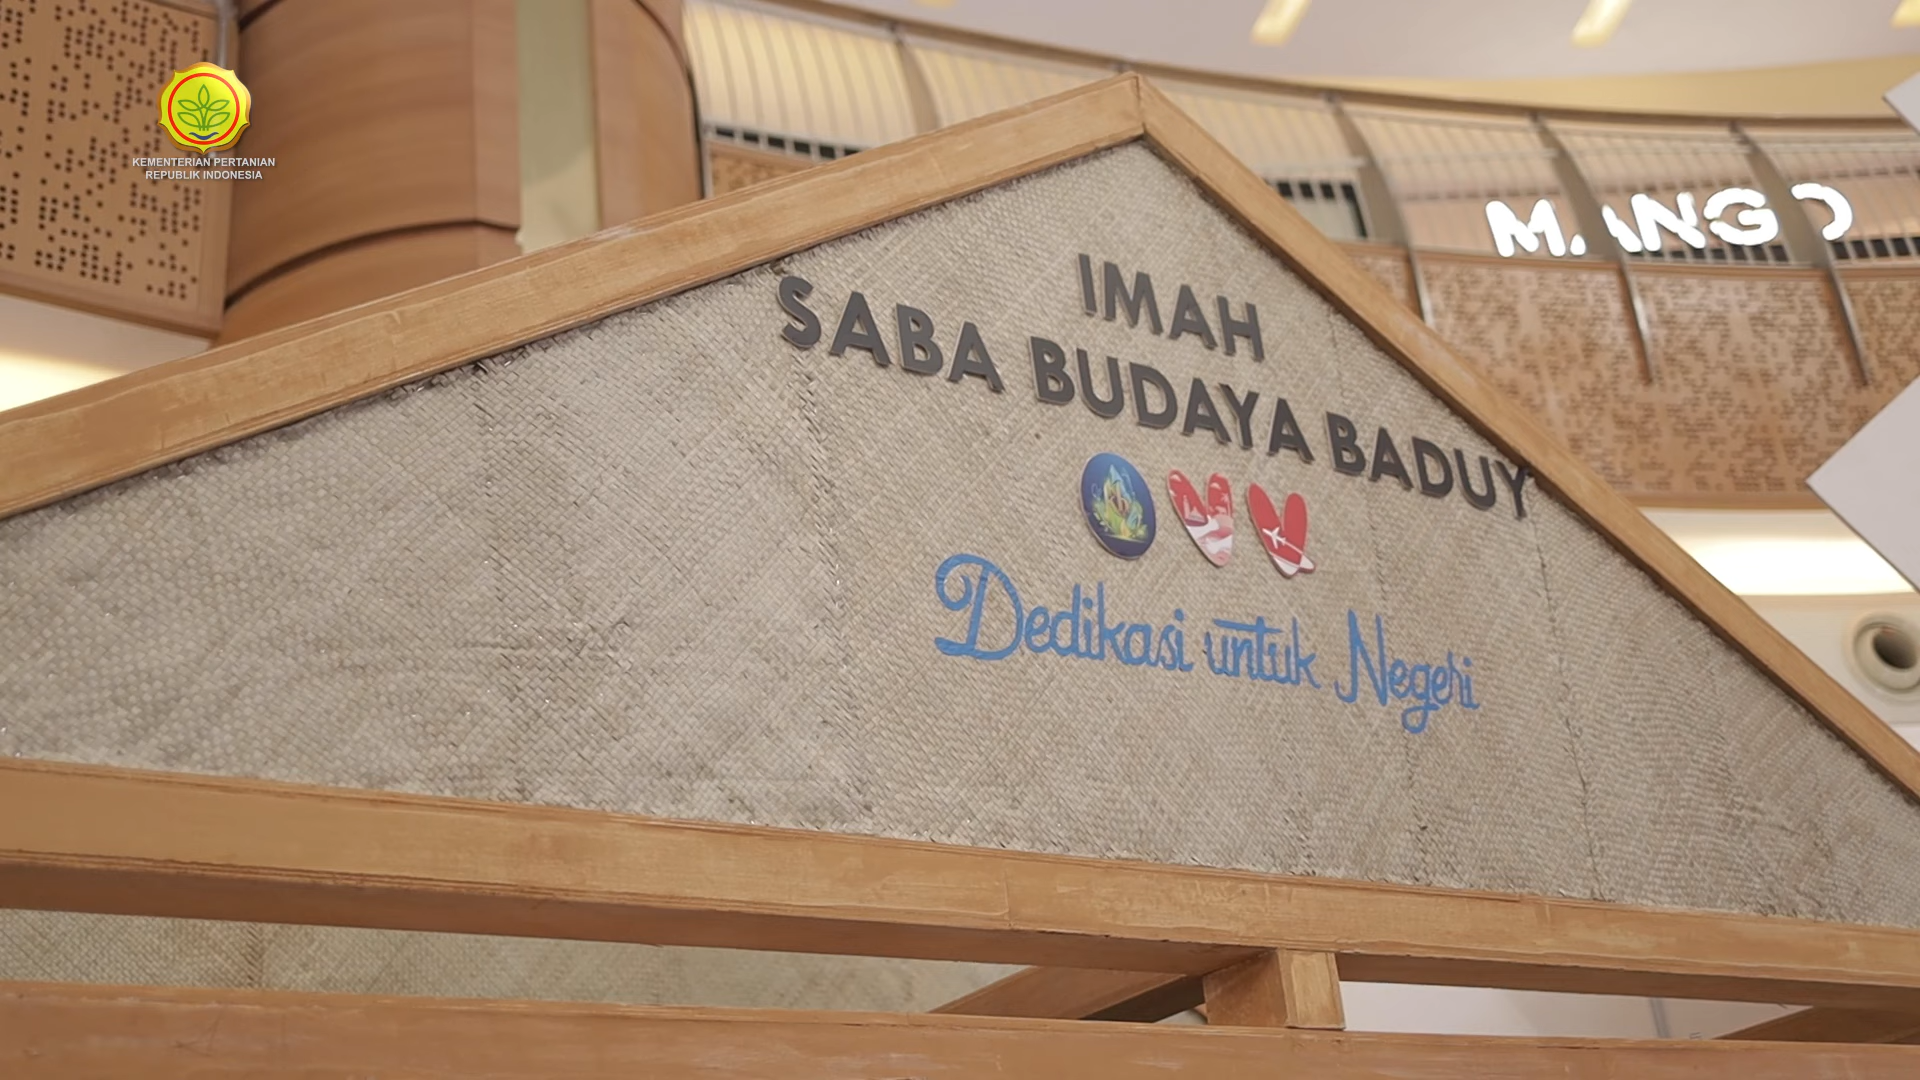 KEMENTERIAN PERTANIAN
REPUBLIK INDONESIA
MANGO
IMAH
SABA BUDAYA BADUY
Dedikasi untuk Negeri